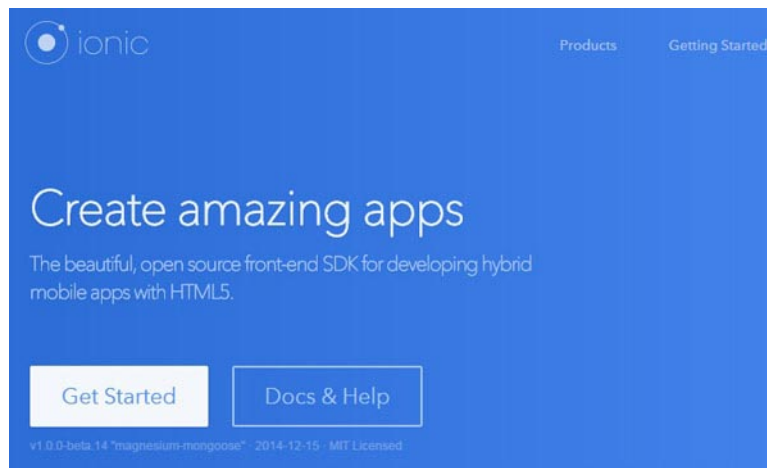 ionic
Products
Getting Started
Create amazing apps
The beautiful, open source front-end SDK for developing hybrid
mobile apps with HTML5.
Get Started
Docs & Help
v1.0.0-beta.14 "magnesium-mongoose" · 2014-12-15 · MIT Licensed